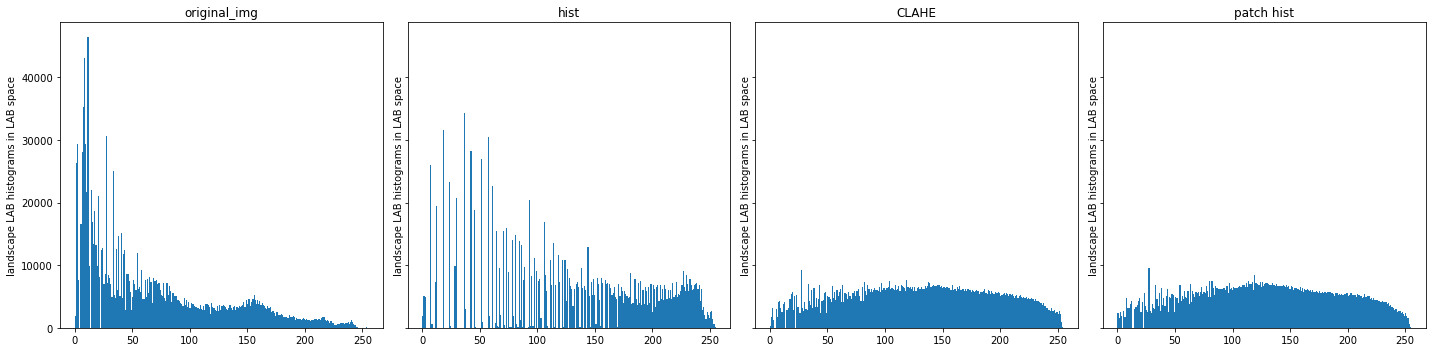 original_img
hist
CLAHE
patch hist
landscape LAB histograms in LAB space
landscape LAB histograms in LAB space
landscape LAB histograms in LAB space
landscape LAB histograms in LAB space
40000
30000
20000
10000
0
0 50 100 150 200 250
0 50 100 150 200 250
0 50 100 150 200 250
0 50 100 150 200 250